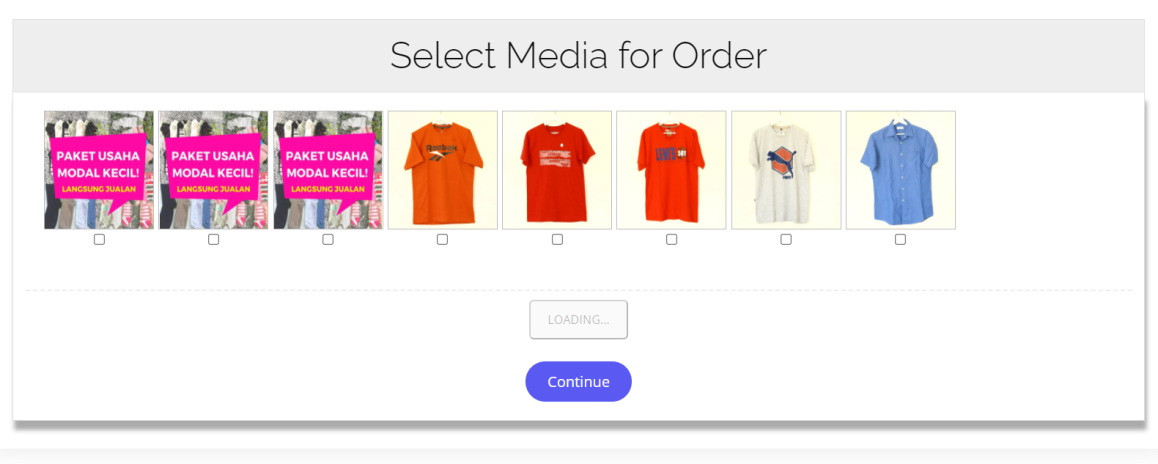 Select Media for Order
PAKET USAHA
MODAL KECIL!
LANGSUNG JUALAN
PAKET USAHA
MODAL KECIL!
LANGSUNG JUALAN
PAKET USAHA
MODAL KECIL!
LANGSUNG JUALAN
Reebok
LOADING...
Continue